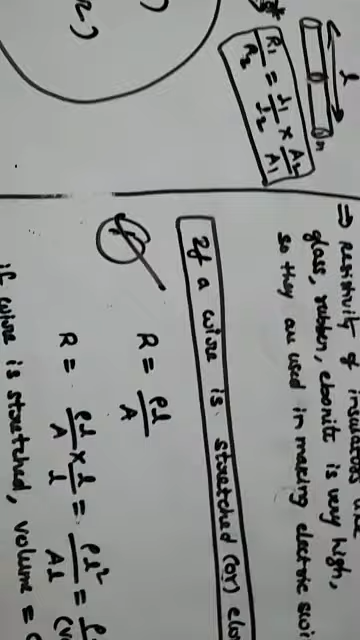 2)
l
R1/R2 = l1/l2 × A2/A1
⇒ Resistivity of insulators like
glass, rubber, ebonite is very high,
so they are used in making electric
If a wire is stretched (or)
R = ρl/A
R = ρl/A × l/l = ρl²/Al =
if wire is stretched, volume =